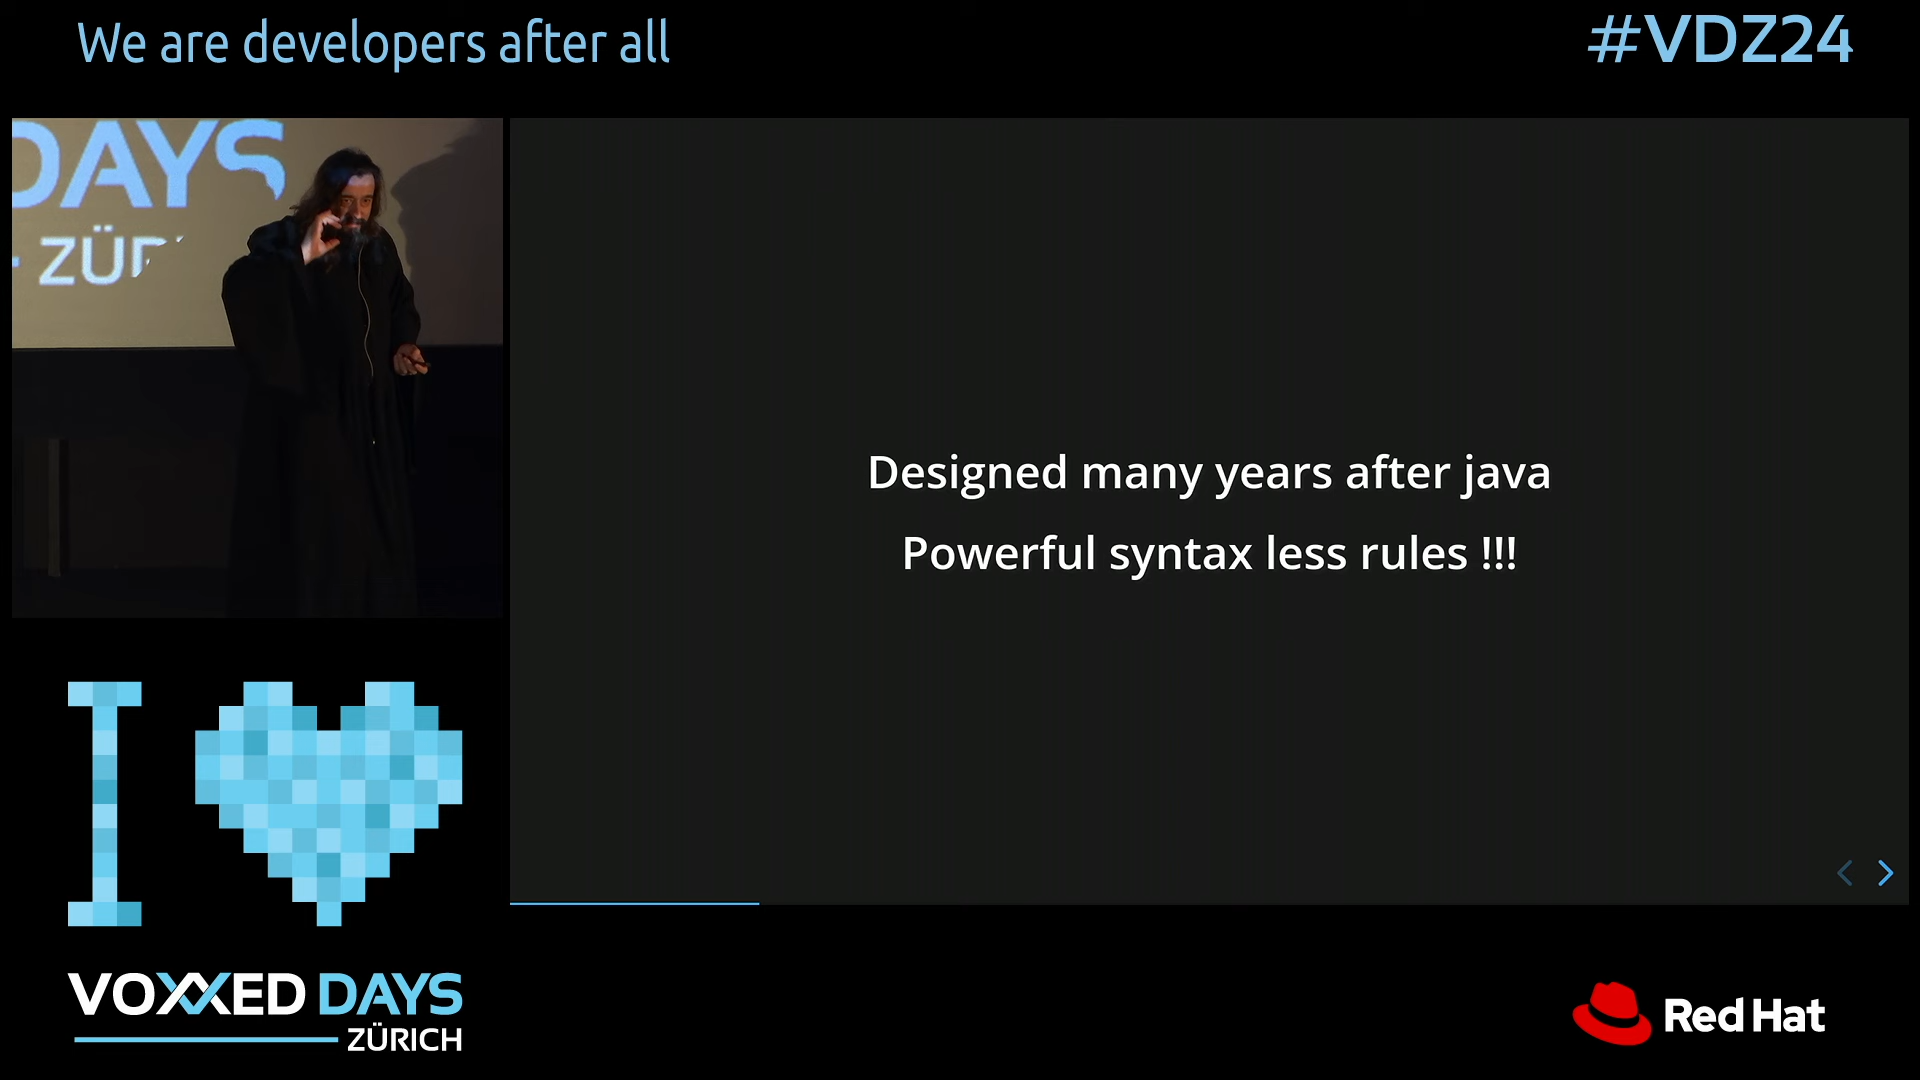 We are developers after all
#VDZ24
DAYS
ZÜR
Designed many years after java
Powerful syntax less rules !!!
I
VOXXED DAYS
ZÜRICH
Red Hat